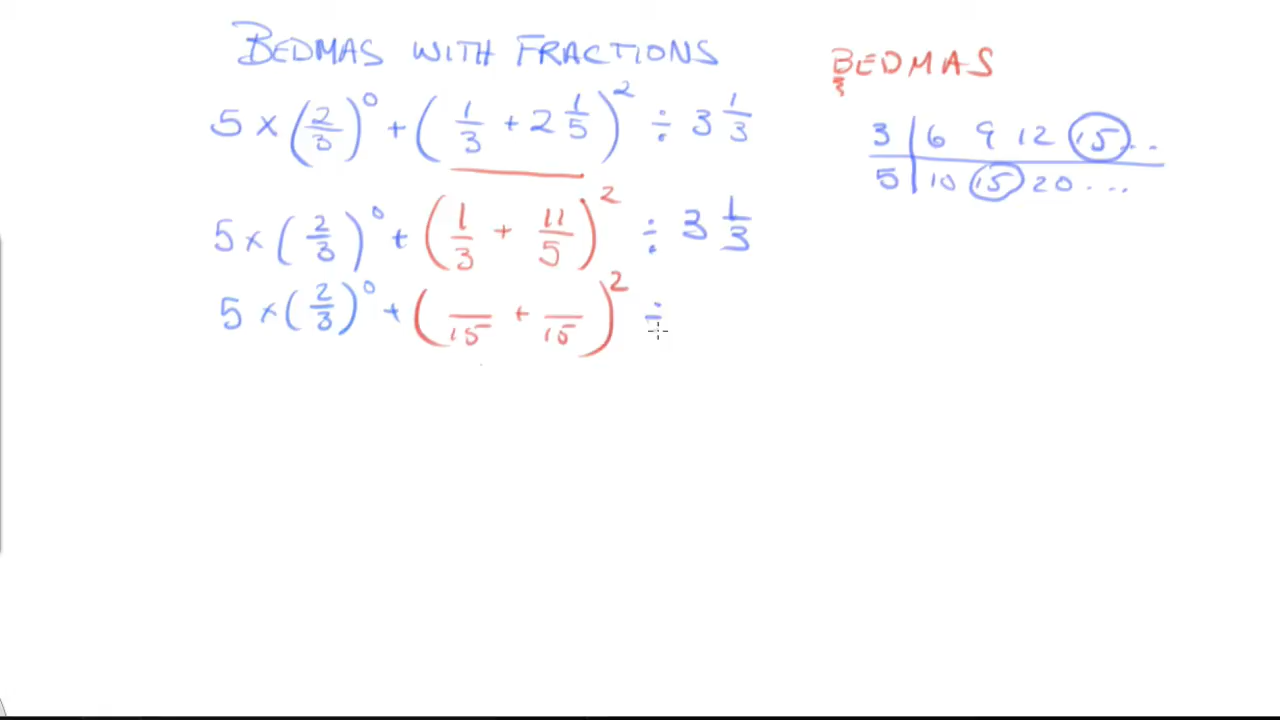 BEDMAS WITH FRACTIONS
5 × (2/3)^0 + (1/3 + 2 1/5)^2 ÷ 3 1/3
5 × (2/3)^0 + (1/3 + 11/5)^2 ÷ 3 1/3
5 × (2/3)^0 + ( /15 + /15)^2 ÷
BEDMAS
3 | 6 9 12 15...
5 | 10 15 20 ....